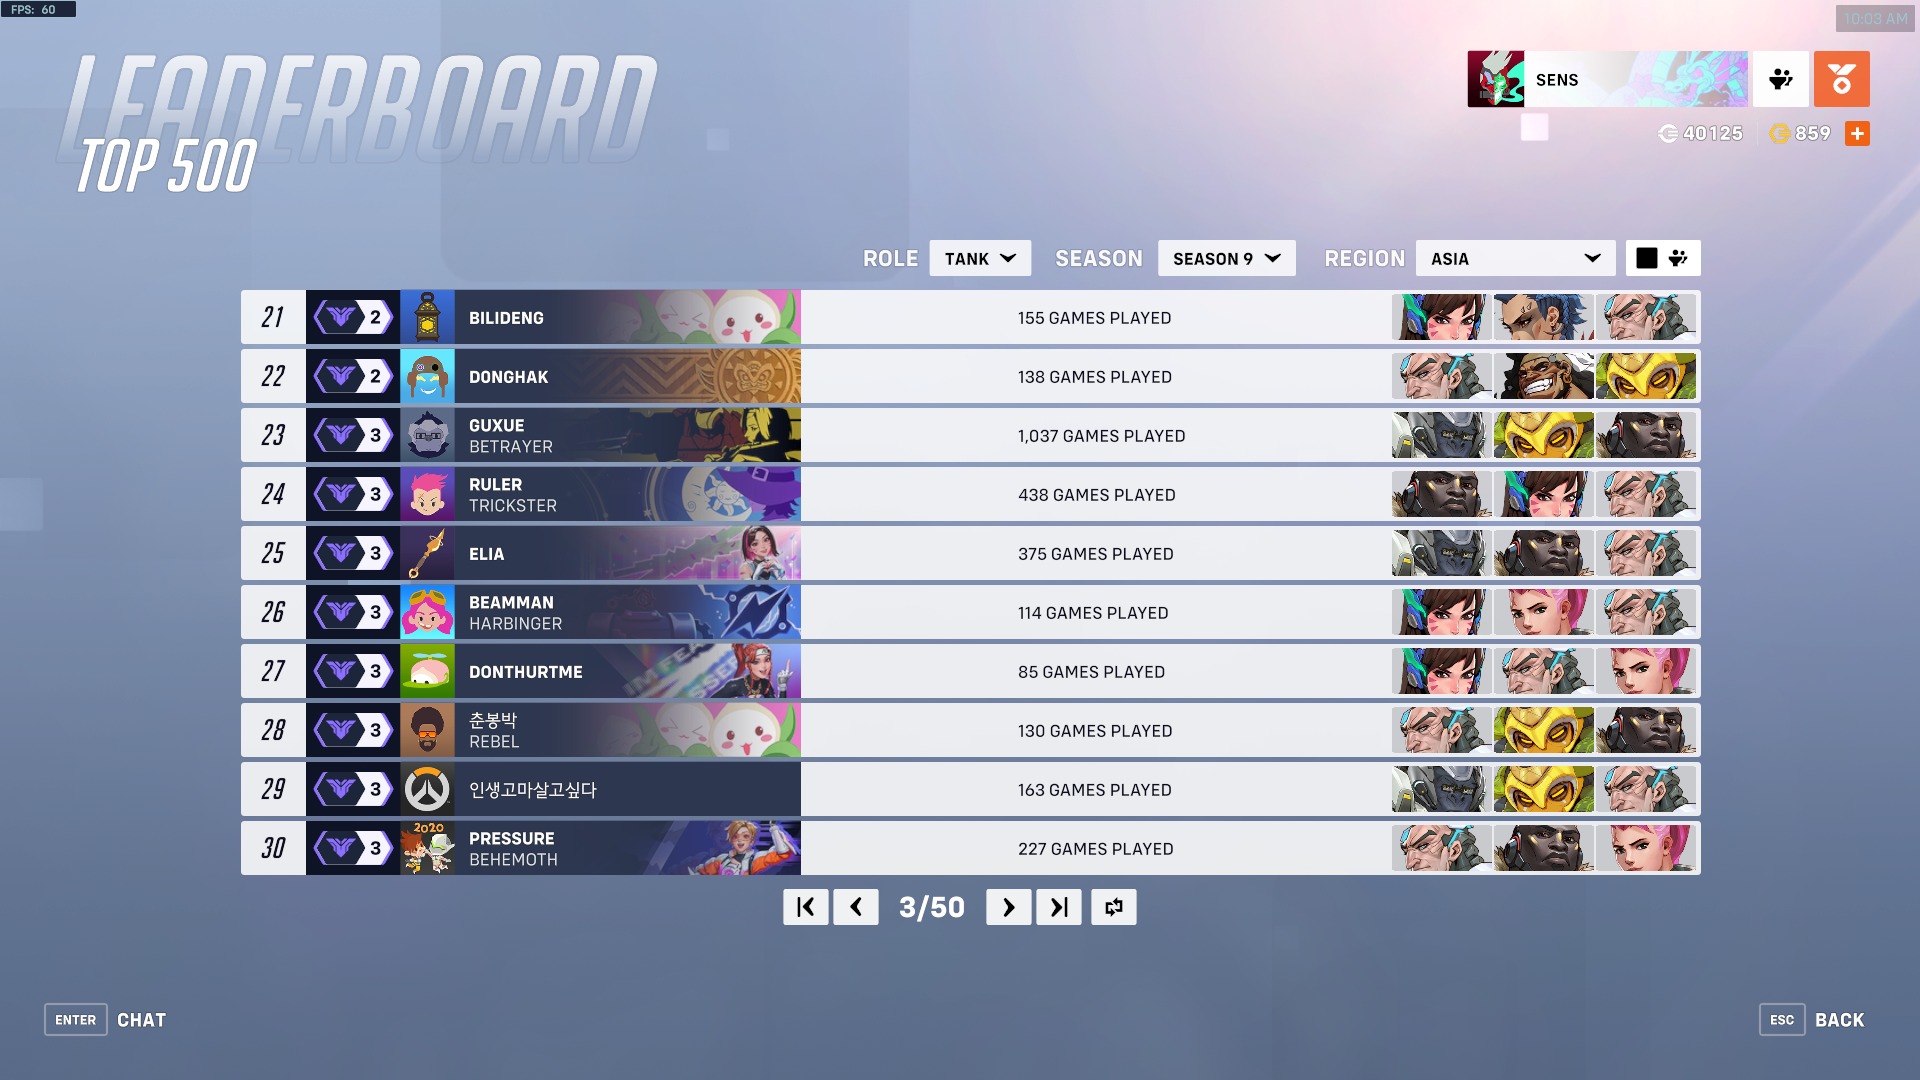 FPS: 60
10:03 AM
LEADERBOARD
TOP 500
SENS
40125
859
ROLE TANK SEASON SEASON 9 REGION ASIA
21 2 BILIDENG 155 GAMES PLAYED
22 2 DONGHAK 138 GAMES PLAYED
23 3 GUXUE 1,037 GAMES PLAYED
BETRAYER
24 3 RULER 438 GAMES PLAYED
TRICKSTER
25 3 ELIA 375 GAMES PLAYED
26 3 BEAMMAN 114 GAMES PLAYED
HARBINGER
27 3 DONTHURTME 85 GAMES PLAYED
28 3 춘봉박 130 GAMES PLAYED
REBEL
29 3 인생고마살고싶다 163 GAMES PLAYED
2020
30 3 PRESSURE 227 GAMES PLAYED
BEHEMOTH
3/50
ENTER CHAT
ESC BACK